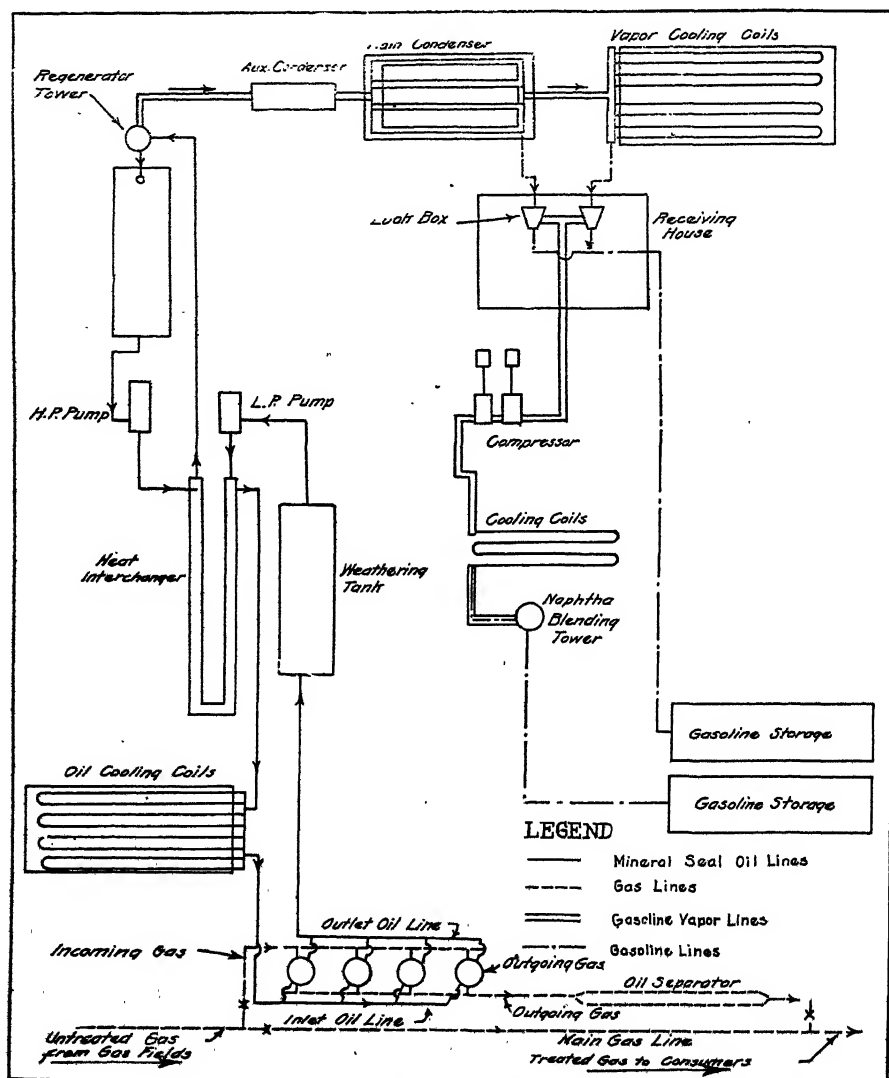 Vapor Cooling Coils
Condenser
Aux. Condenser
Regenerator
Tower
Box
Receiving
House
H.P. Pump
L.P. Pump
Compressor
Cooling Coils
Heat
Interchanger
Weathering
Tank
Naphtha
Blending
Tower
Gasoline Storage
Oil Cooling Coils
Gasoline Storage
LEGEND
Mineral Seal Oil Lines
Gas Lines
Gasoline Vapor Lines
Gasoline Lines
Outlet Oil Line
Incoming Gas
Outgoing Gas
Oil Separator
Outgoing Gas
Inlet Oil Line
Untreated Gas
from Gas Fields
Main Gas Line
Treated Gas to Consumers